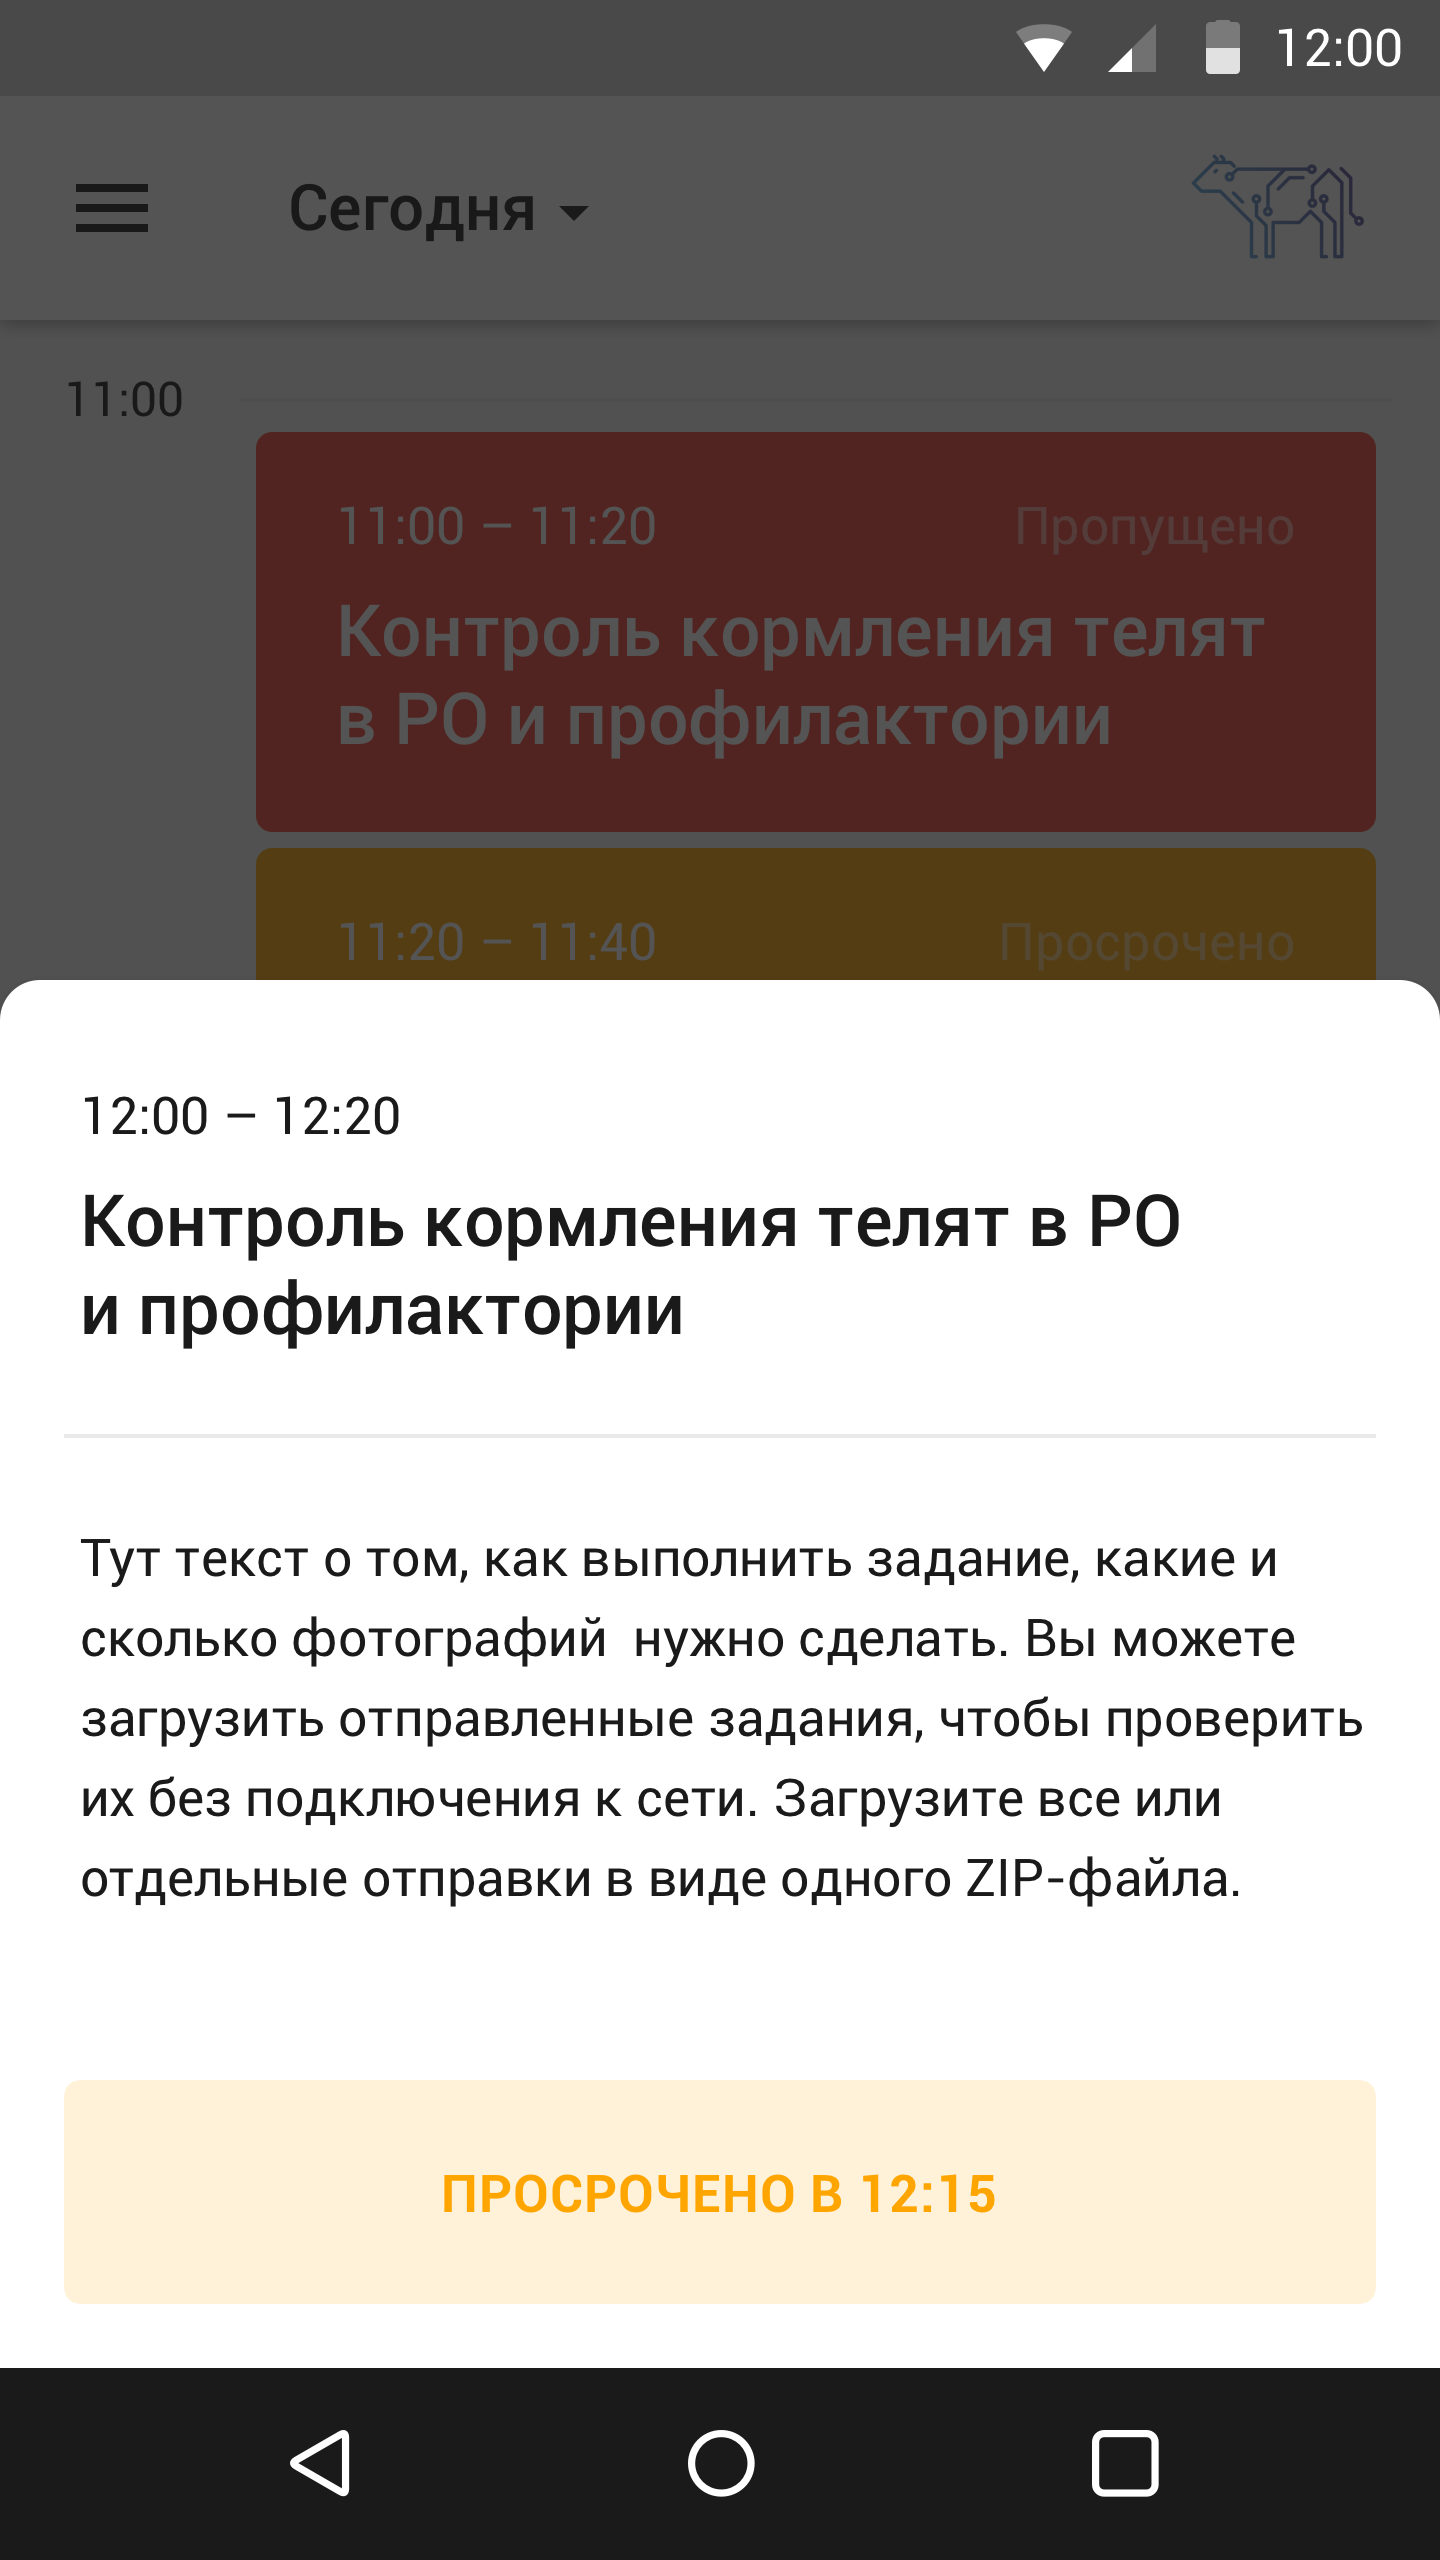 12:00
Сегодня
11:00
11:00 – 11:20 Пропущено
Контроль кормления телят
в РО и профилактории
11:20 – 11:40 Просрочено
12:00 – 12:20
Контроль кормления телят в РО
и профилактории
Тут текст о том, как выполнить задание, какие и
сколько фотографий  нужно сделать. Вы можете
загрузить отправленные задания, чтобы проверить
их без подключения к сети. Загрузите все или
отдельные отправки в виде одного ZIP-файла.
ПРОСРОЧЕНО В 12:15